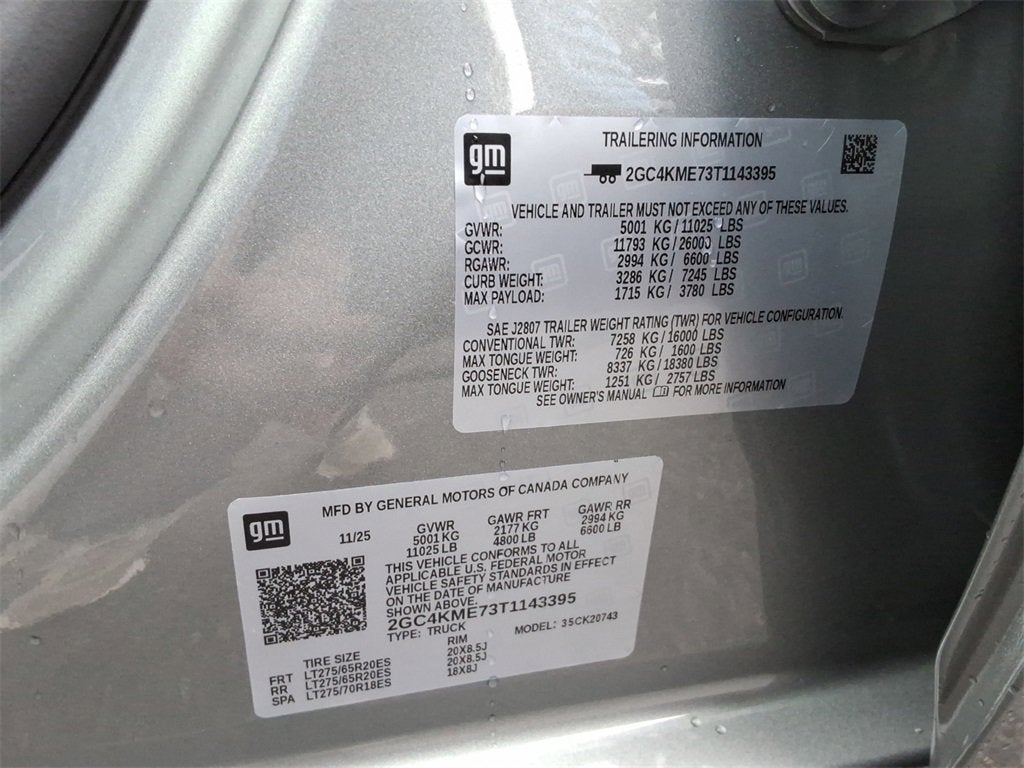 gm
TRAILERING INFORMATION
2GC4KME73T1143395
VEHICLE AND TRAILER MUST NOT EXCEED ANY OF THESE VALUES.
GVWR: 5001 KG / 11025 LBS
GCWR: 11793 KG / 26000 LBS
RGAWR: 2994 KG / 6600 LBS
CURB WEIGHT: 3286 KG / 7245 LBS
MAX PAYLOAD: 1715 KG / 3780 LBS
SAE J2807 TRAILER WEIGHT RATING (TWR) FOR VEHICLE CONFIGURATION.
CONVENTIONAL TWR: 7258 KG / 16000 LBS
MAX TONGUE WEIGHT: 726 KG / 1600 LBS
GOOSENECK TWR: 8337 KG / 18380 LBS
MAX TONGUE WEIGHT: 1251 KG / 2757 LBS
SEE OWNER'S MANUAL FOR MORE INFORMATION
gm
MFD BY GENERAL MOTORS OF CANADA COMPANY
11/25 GVWR GAWR FRT GAWR RR
5001 KG 2177 KG 2994 KG
11025 LB 4800 LB 6600 LB
THIS VEHICLE CONFORMS TO ALL
APPLICABLE U.S. FEDERAL MOTOR
VEHICLE SAFETY STANDARDS IN EFFECT
ON THE DATE OF MANUFACTURE
SHOWN ABOVE.
2GC4KME73T1143395
TYPE: TRUCK MODEL: 35CK20743
TIRE SIZE RIM
FRT LT275/65R20ES 20X8.5J
RR LT275/65R20ES 20X8.5J
SPA LT275/70R18ES 18X8J